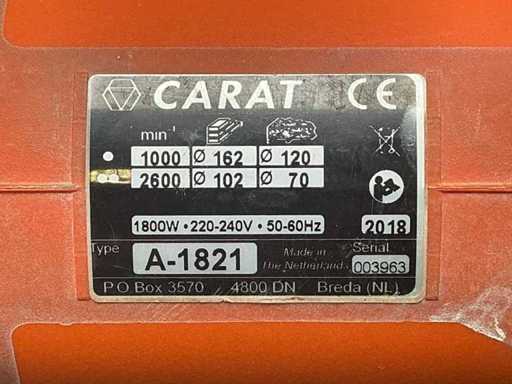 CARAT CE
min⁻¹
1000 Ø 162 Ø 120
2600 Ø 102 Ø 70
1800W • 220-240V • 50-60Hz 2018
Type A-1821 Made in The Netherlands Serial 003963
PO Box 3570 4800 DN Breda (NL)